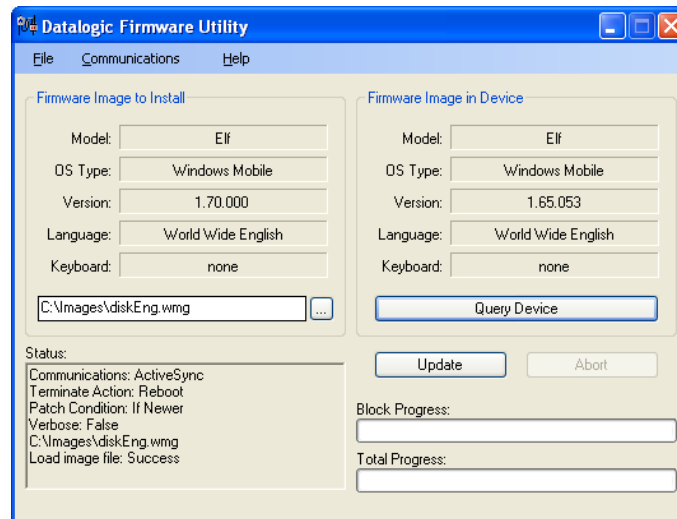 Datalogic Firmware Utility
File Communications Help
Firmware Image to Install
Model: Elf
OS Type: Windows Mobile
Version: 1.70.000
Language: World Wide English
Keyboard: none
C:\Images\diskEng.wmg ...
Firmware Image in Device
Model: Elf
OS Type: Windows Mobile
Version: 1.65.053
Language: World Wide English
Keyboard: none
Query Device
Status:
Communications: ActiveSync
Terminate Action: Reboot
Patch Condition: If Newer
Verbose: False
C:\Images\diskEng.wmg
Load image file: Success
Update Abort
Block Progress:
Total Progress: